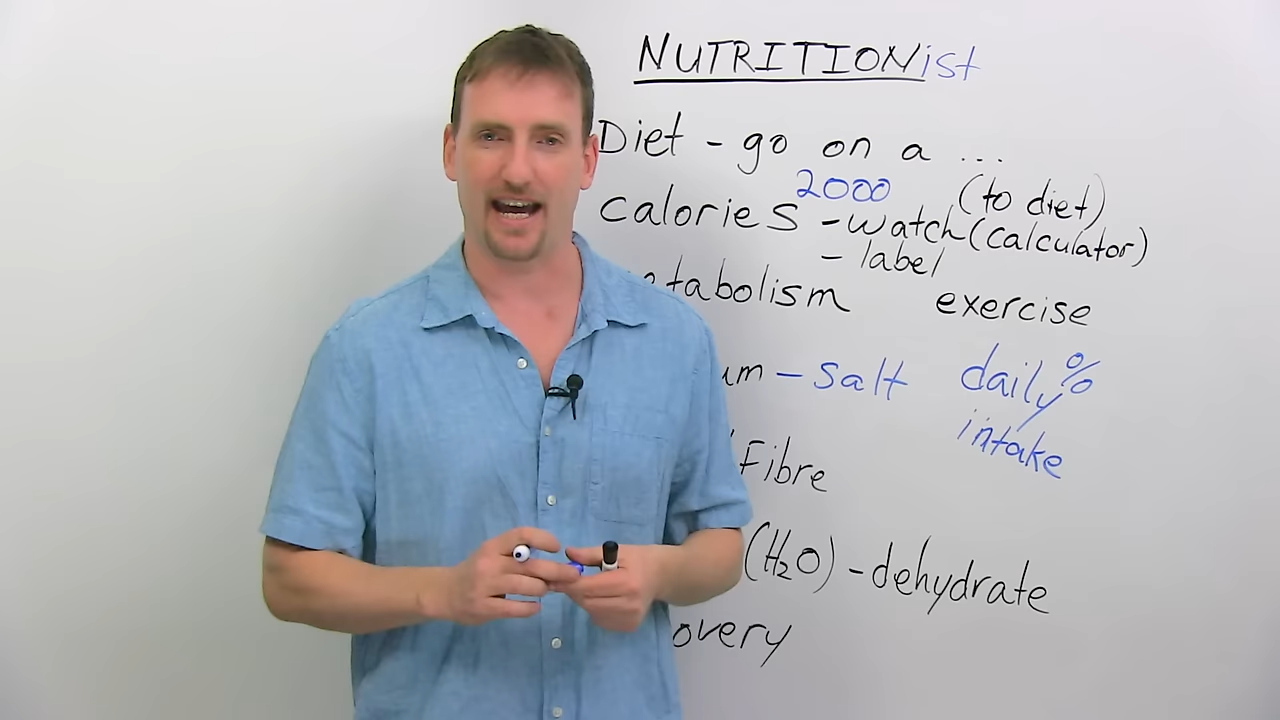 NUTRITIONist
Diet - go on a ...
2000 (to diet)
calories - watch (calculator)
- label
tabolism exercise
um - salt daily %
intake
Fibre
(H₂O) - dehydrate
overy